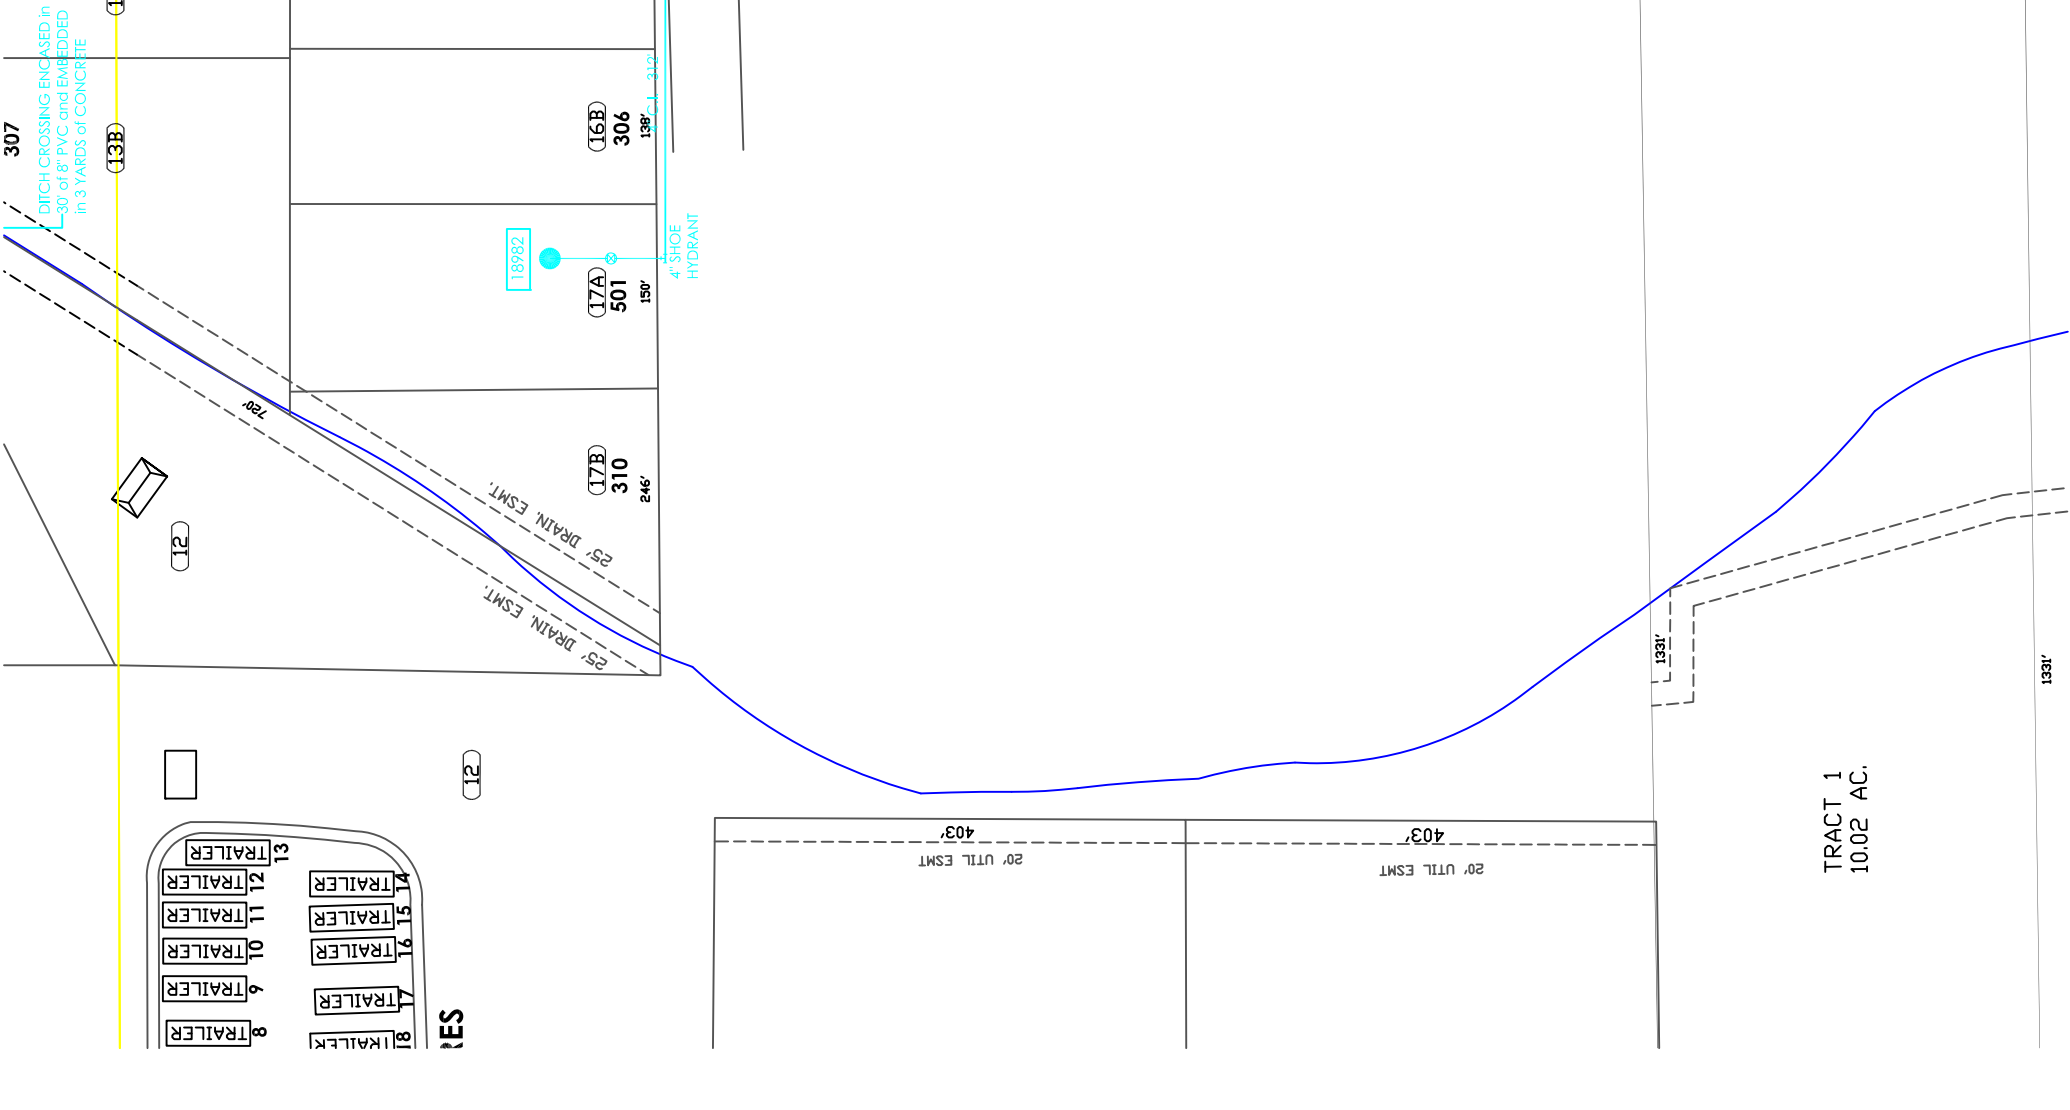 DITCH CROSSING ENCASED in
30' of 8" PVC and EMBEDDED
in 3 YARDS of CONCRETE
307
13B
16B
306
138'
312'
18982
4" SHOE
HYDRANT
17A
501
150'
17B
310
246'
720'
12
25' DRAIN. ESMT.
25' DRAIN. ESMT.
12
1331'
1331'
TRACT 1
10.02 AC.
403'
20' UTIL ESMT
403'
20' UTIL ESMT
TRAILER
13
TRAILER
12
TRAILER
11
TRAILER
10
TRAILER
9
TRAILER
8
TRAILER
14
TRAILER
15
TRAILER
16
TRAILER
17
TRAILER
18
RES